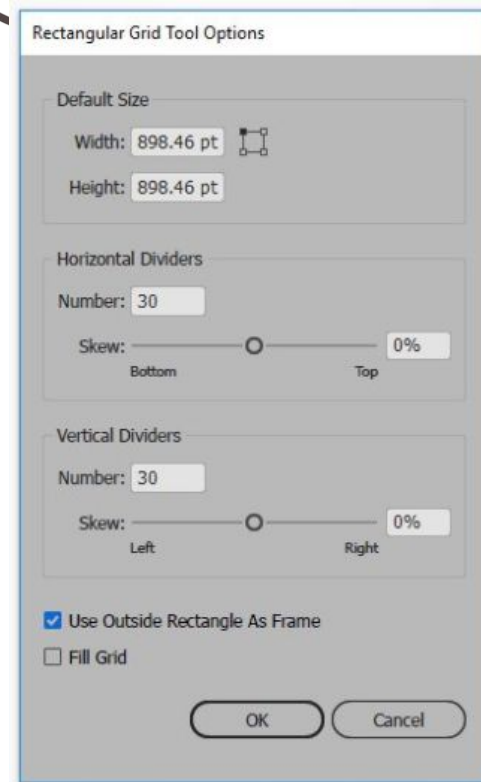 Rectangular Grid Tool Options
Default Size
Width: 898.46 pt
Height: 898.46 pt
Horizontal Dividers
Number: 30
Skew: 0%
Bottom Top
Vertical Dividers
Number: 30
Skew: 0%
Left Right
Use Outside Rectangle As Frame
Fill Grid
OK Cancel